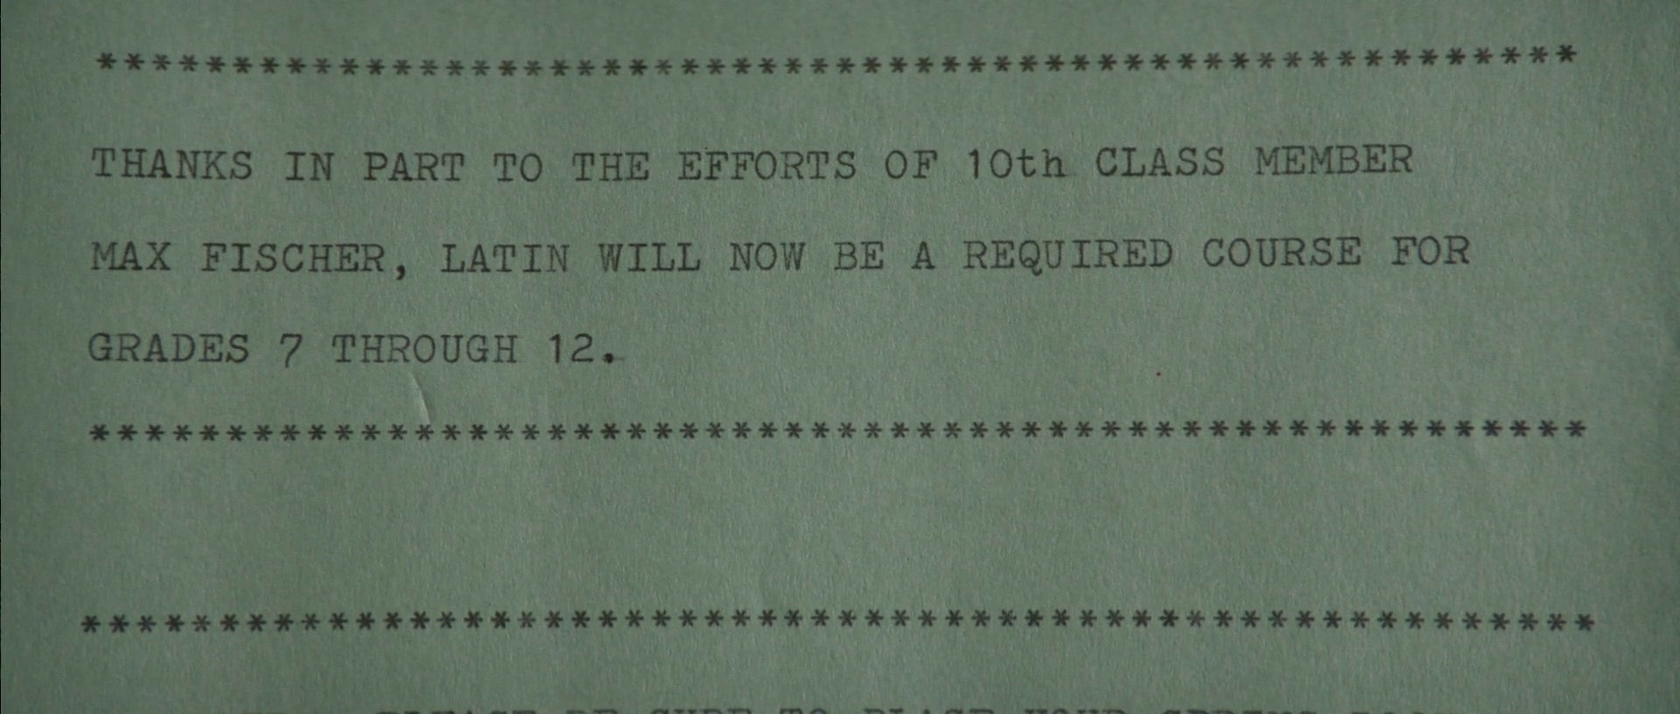 ********************************************************
THANKS IN PART TO THE EFFORTS OF 10th CLASS MEMBER
MAX FISCHER, LATIN WILL NOW BE A REQUIRED COURSE FOR
GRADES 7 THROUGH 12.
********************************************************
********************************************************